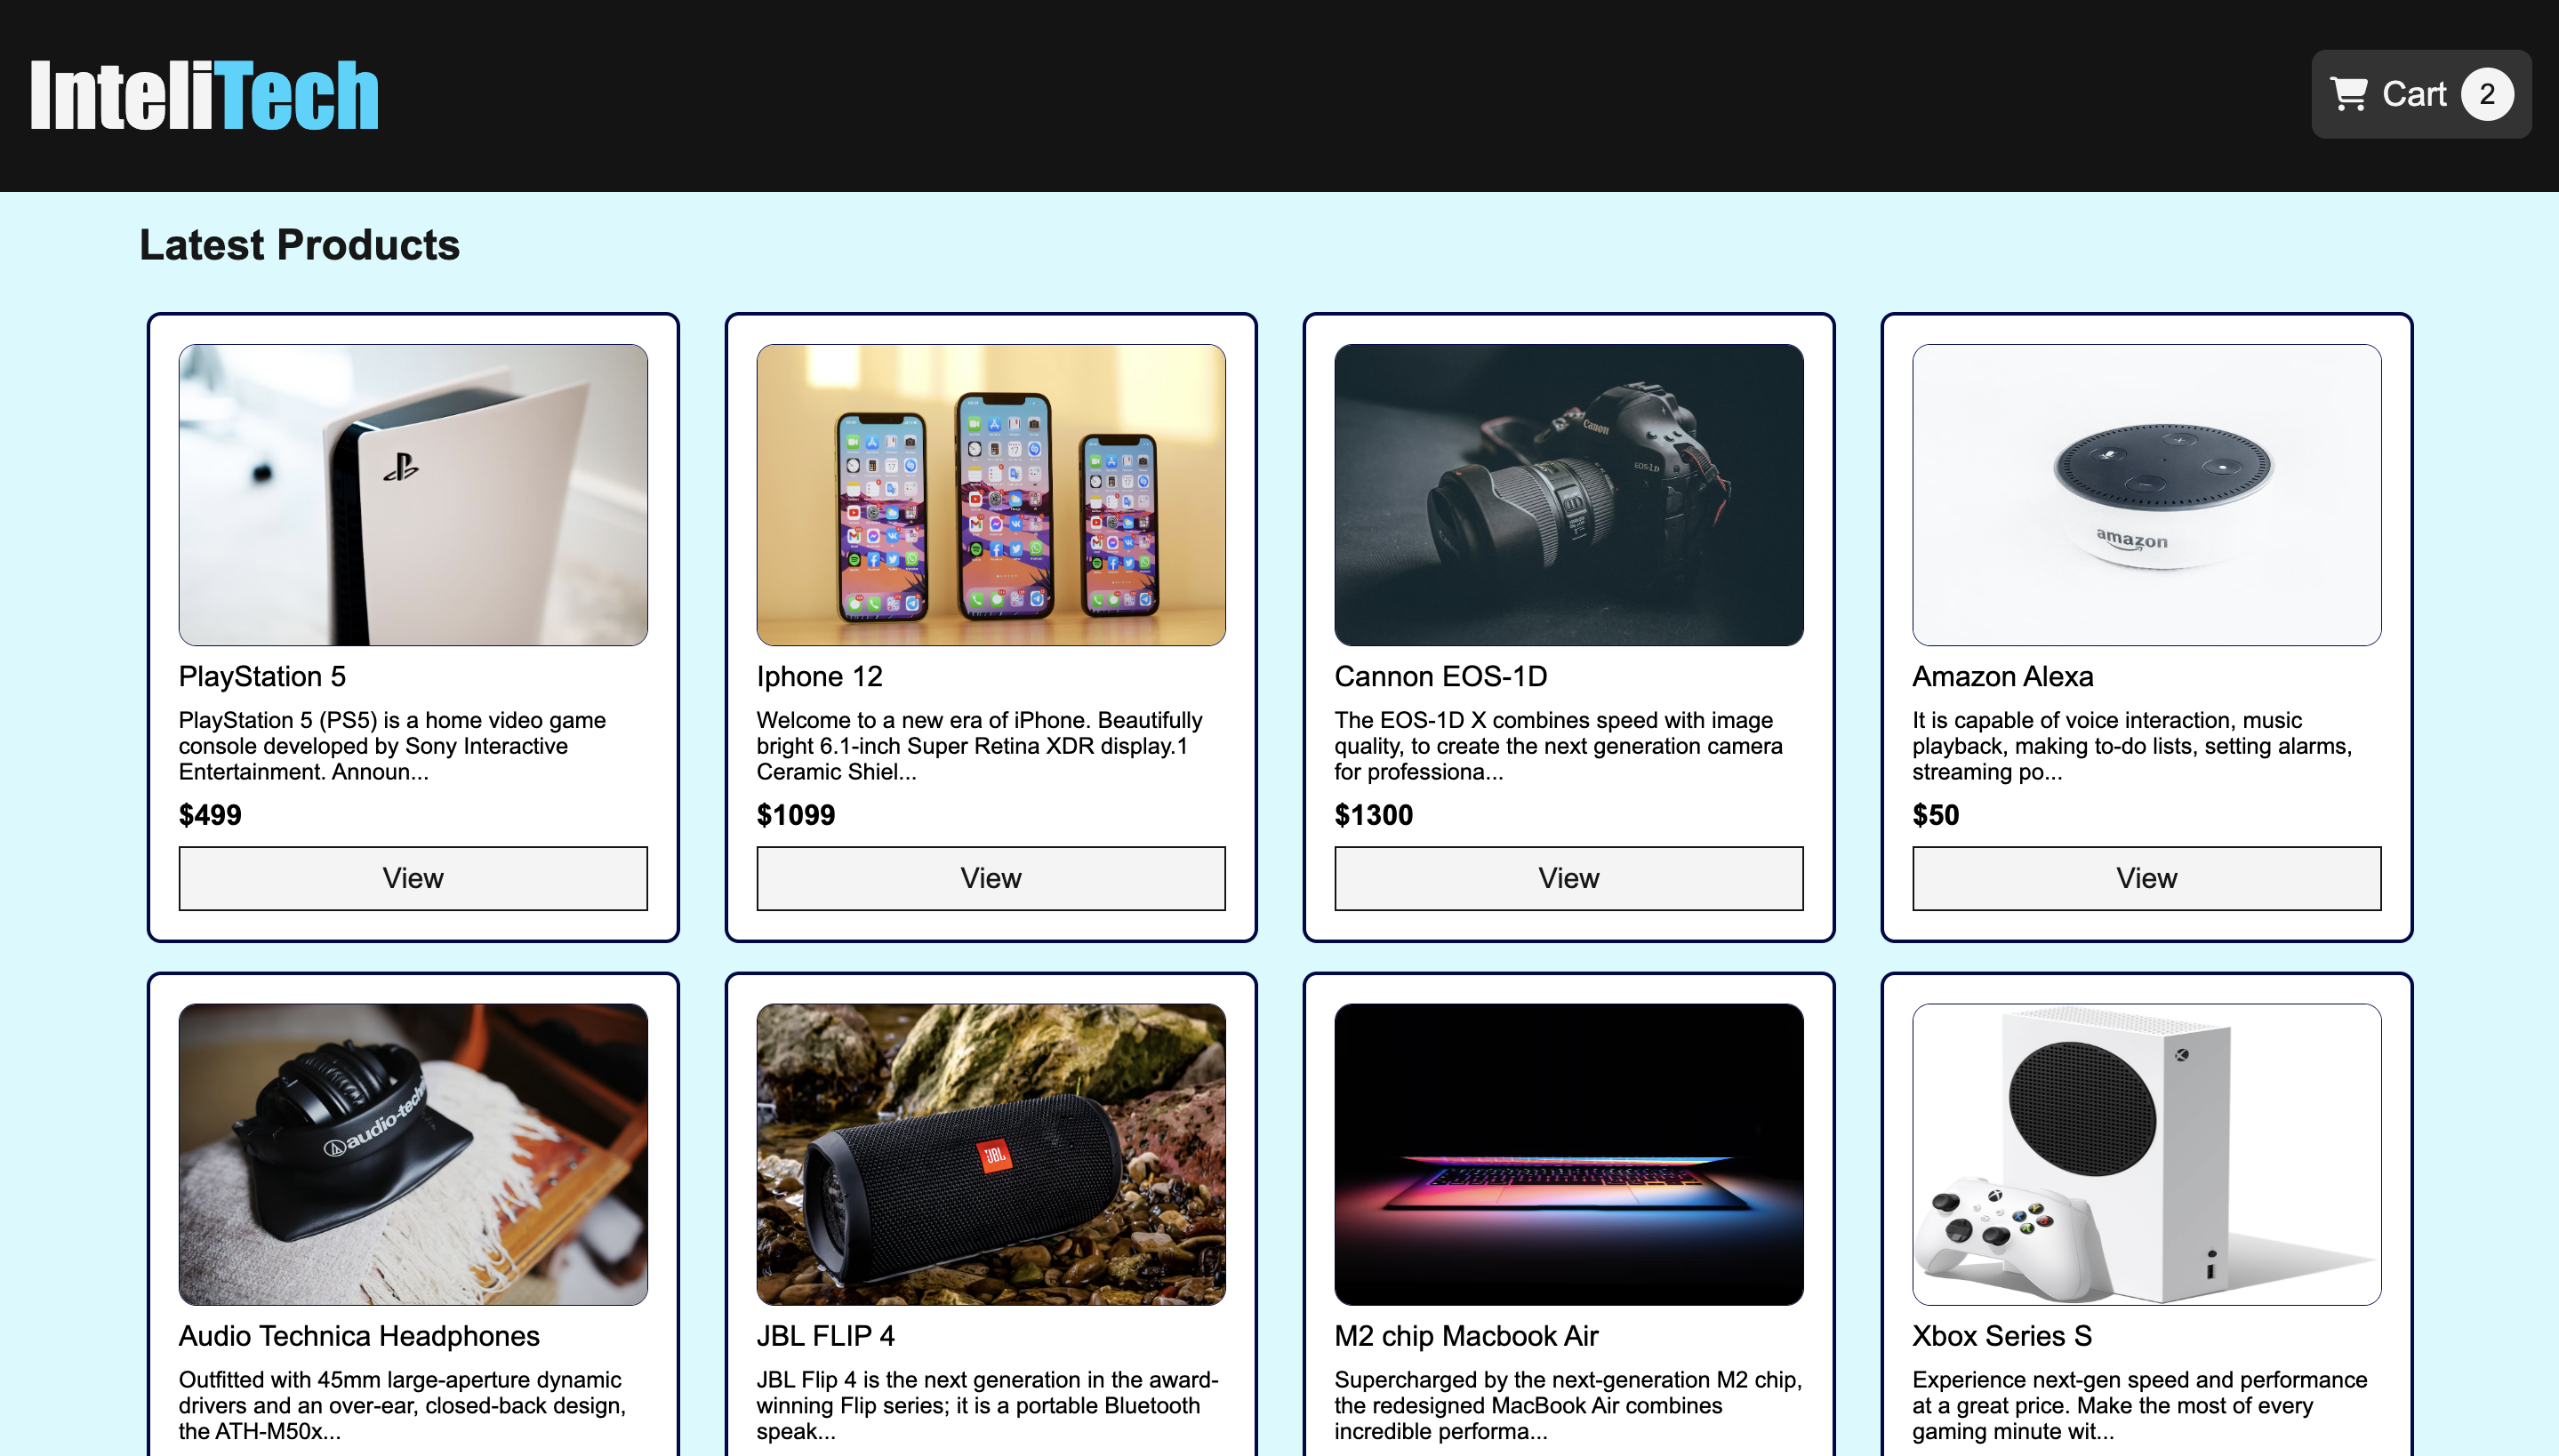 InteliTech
Cart 2
Latest Products
Canon
EOS-1D
amazon
PlayStation 5
PlayStation 5 (PS5) is a home video game
console developed by Sony Interactive
Entertainment. Announ...
$499
View
Iphone 12
Welcome to a new era of iPhone. Beautifully
bright 6.1-inch Super Retina XDR display.1
Ceramic Shiel...
$1099
View
Cannon EOS-1D
The EOS-1D X combines speed with image
quality, to create the next generation camera
for professiona...
$1300
View
Amazon Alexa
It is capable of voice interaction, music
playback, making to-do lists, setting alarms,
streaming po...
$50
View
audio-tech
JBL
Audio Technica Headphones
Outfitted with 45mm large-aperture dynamic
drivers and an over-ear, closed-back design,
the ATH-M50x...
JBL FLIP 4
JBL Flip 4 is the next generation in the award-
winning Flip series; it is a portable Bluetooth
speak...
M2 chip Macbook Air
Supercharged by the next-generation M2 chip,
the redesigned MacBook Air combines
incredible performa...
Xbox Series S
Experience next-gen speed and performance
at a great price. Make the most of every
gaming minute wit...